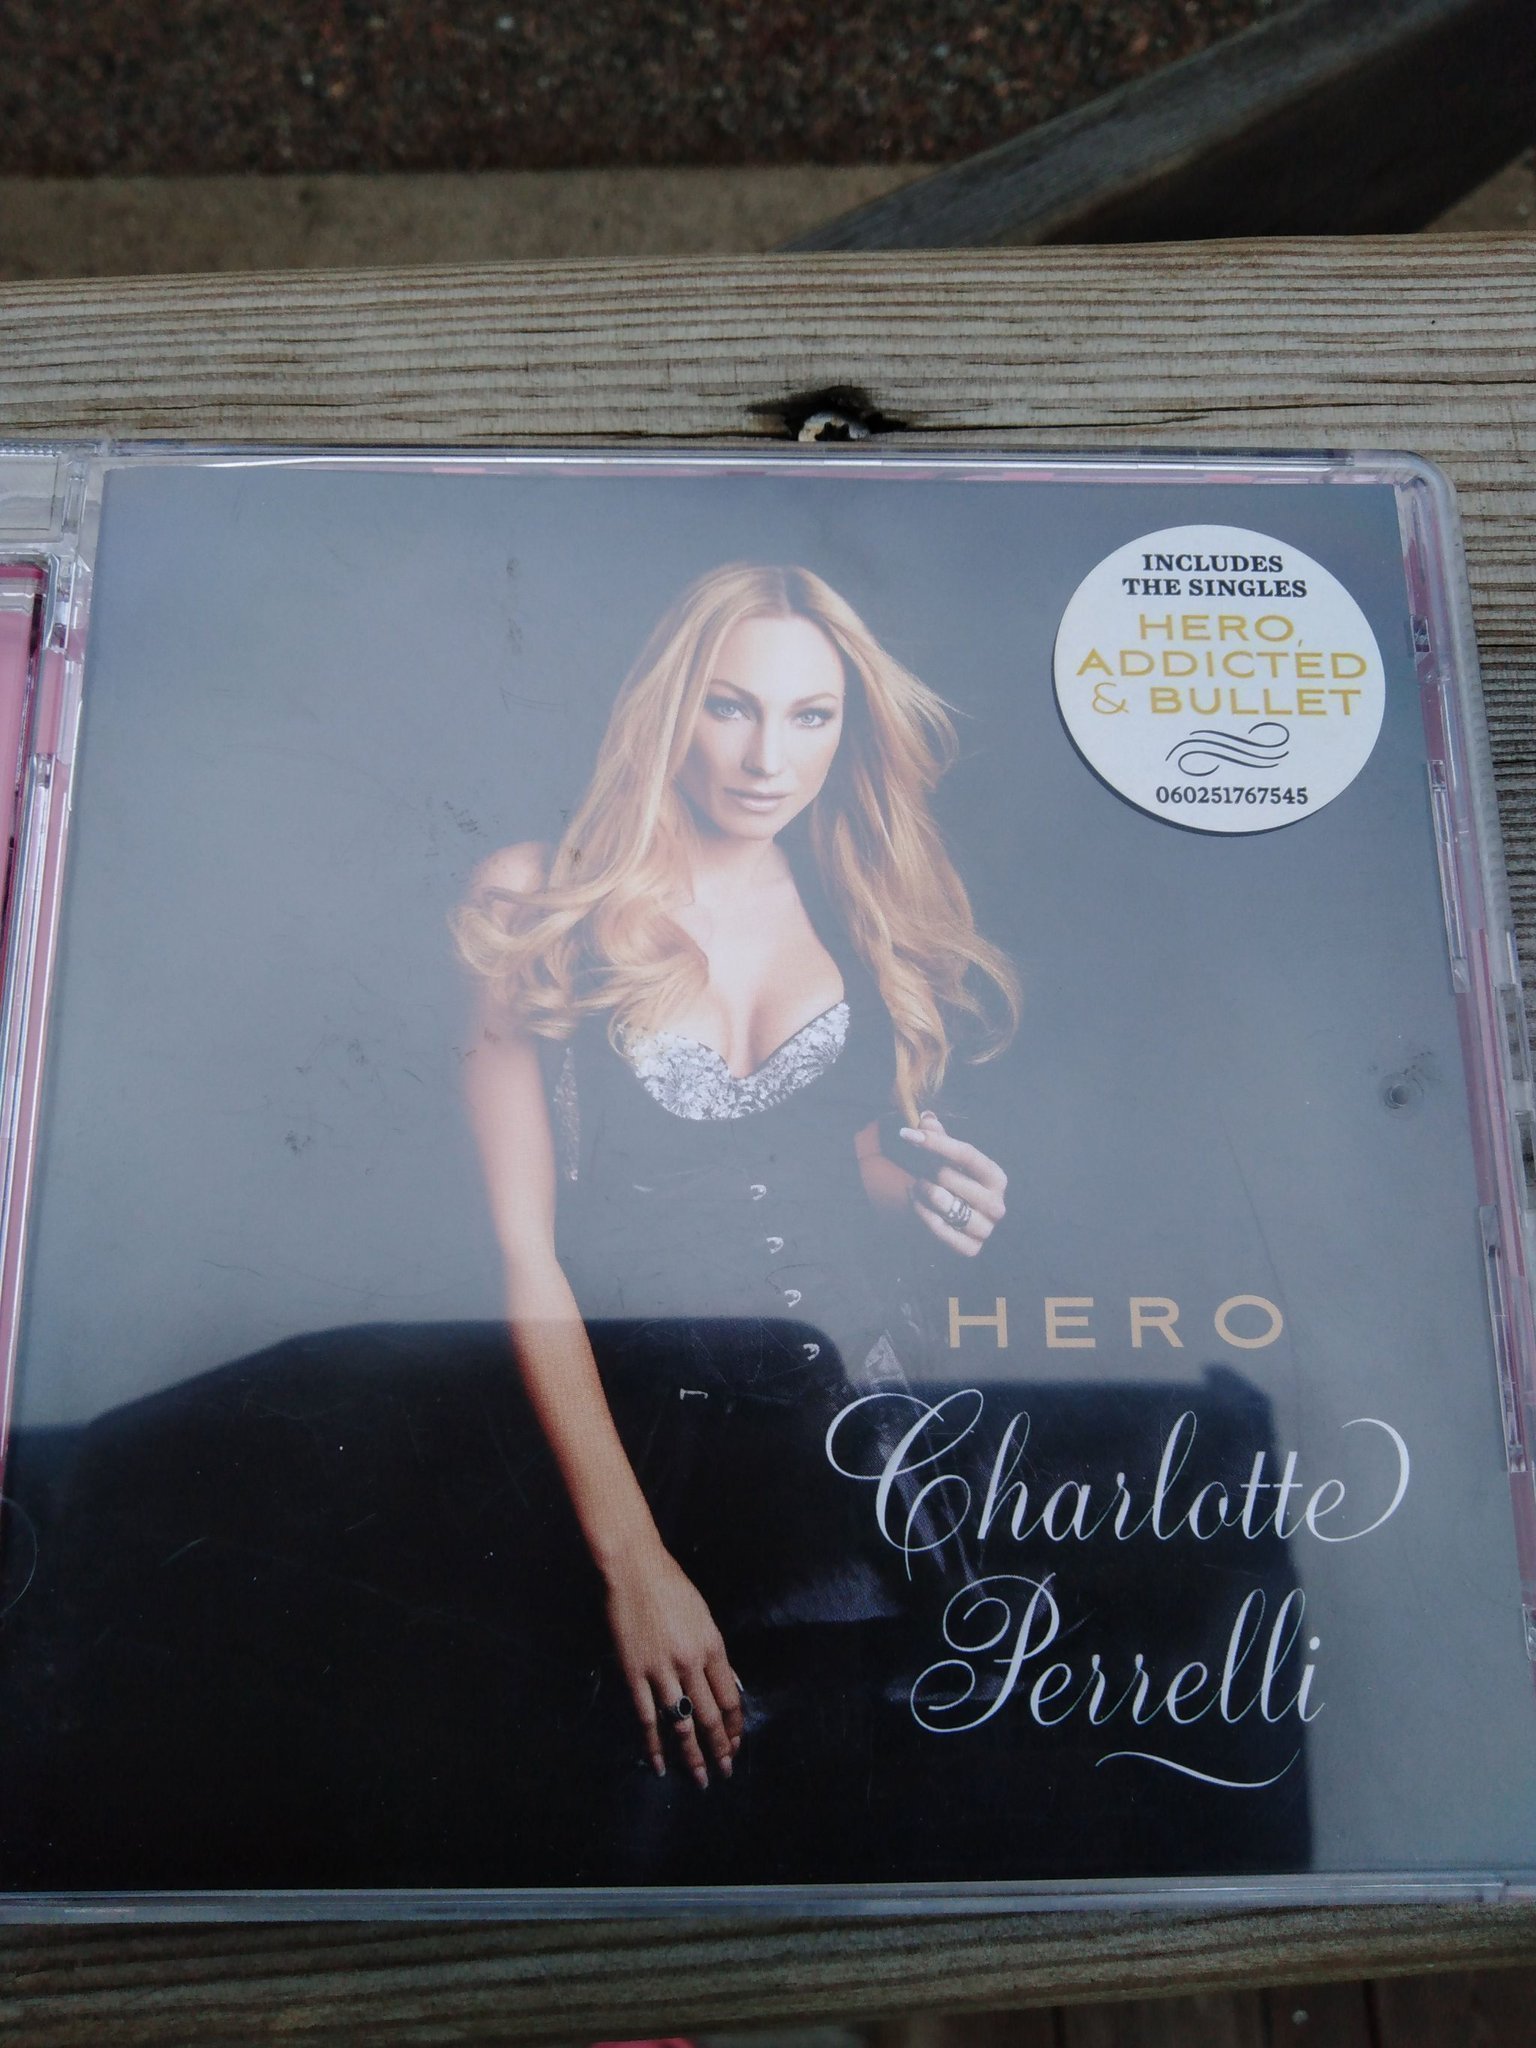 INCLUDES
THE SINGLES
HERO,
ADDICTED
& BULLET
060251767545
HERO
Charlotte
Perrelli